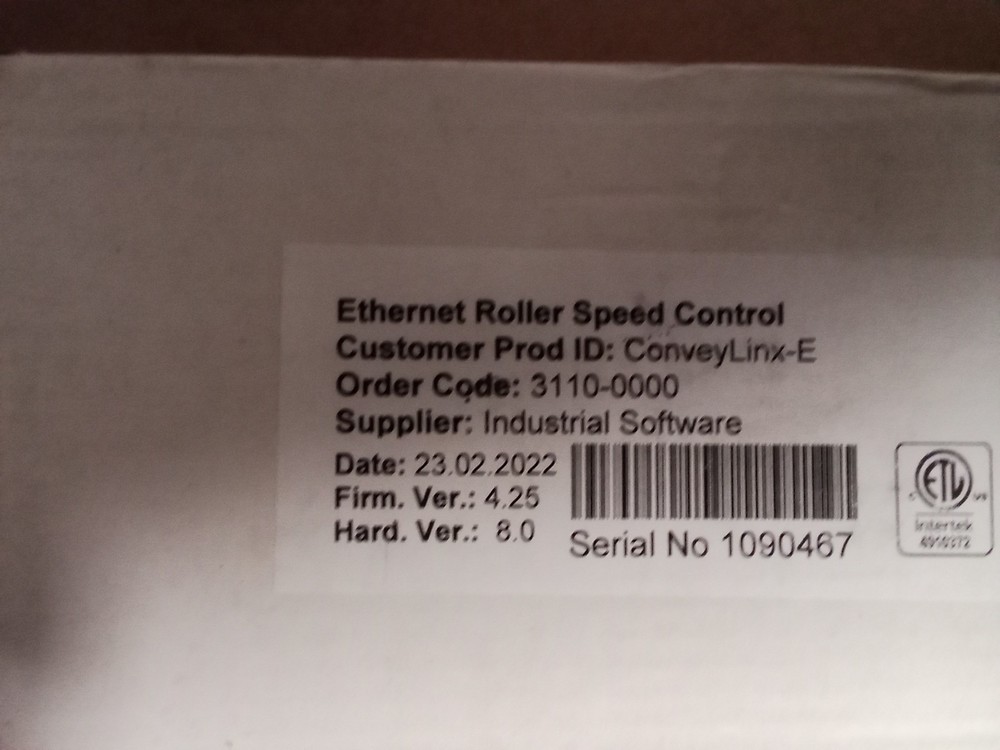 Ethernet Roller Speed Control
Customer Prod ID: ConveyLinx-E
Order Code: 3110-0000
Supplier: Industrial Software
Date: 23.02.2022
Firm. Ver.: 4.25
Hard. Ver.: 8.0
Serial No 1090467
ETL
Intertek